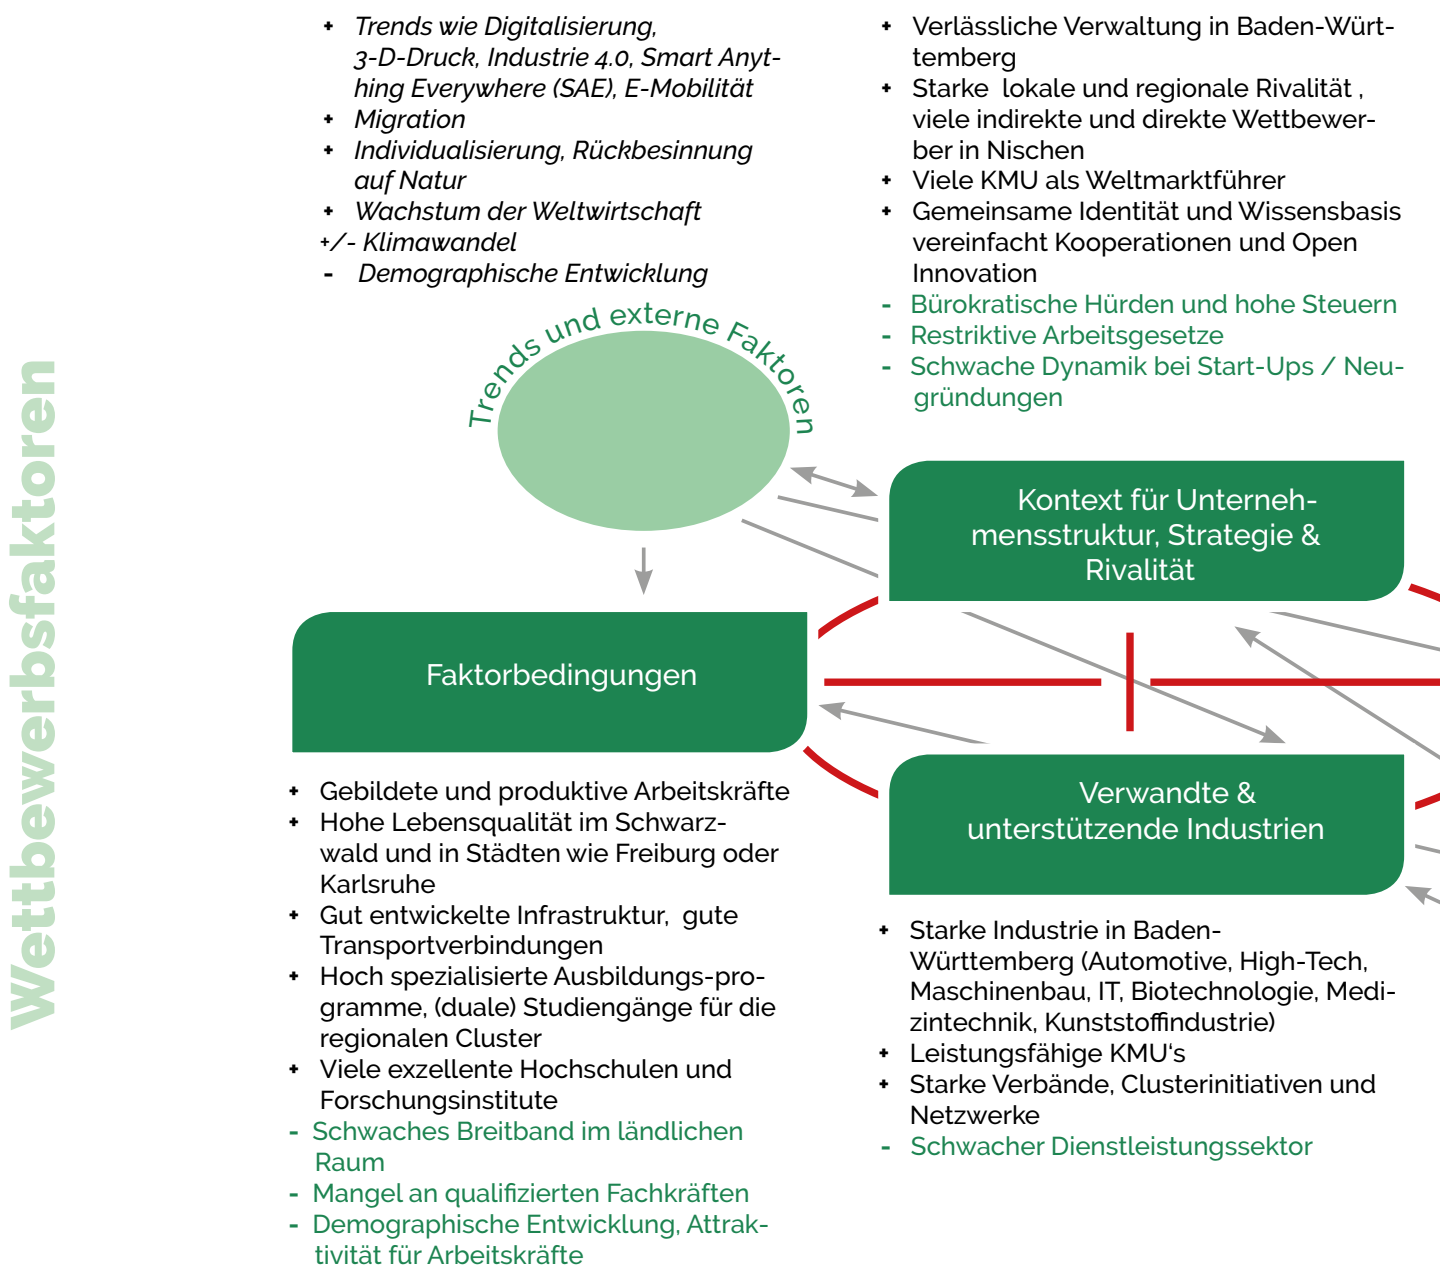 Wettbewerbsfaktoren
+ Trends wie Digitalisierung,
3-D-Druck, Industrie 4.0, Smart Anyt-
hing Everywhere (SAE), E-Mobilität
+ Migration
+ Individualisierung, Rückbesinnung
auf Natur
+ Wachstum der Weltwirtschaft
+/- Klimawandel
- Demographische Entwicklung
Trends und externe Faktoren
+ Verlässliche Verwaltung in Baden-Würt-
temberg
+ Starke lokale und regionale Rivalität ,
viele indirekte und direkte Wettbewer-
ber in Nischen
+ Viele KMU als Weltmarktführer
+ Gemeinsame Identität und Wissensbasis
vereinfacht Kooperationen und Open
Innovation
- Bürokratische Hürden und hohe Steuern
- Restriktive Arbeitsgesetze
- Schwache Dynamik bei Start-Ups / Neu-
gründungen
Kontext für Unterneh-
mensstruktur, Strategie &
Rivalität
Faktorbedingungen
+ Gebildete und produktive Arbeitskräfte
+ Hohe Lebensqualität im Schwarz-
wald und in Städten wie Freiburg oder
Karlsruhe
+ Gut entwickelte Infrastruktur, gute
Transportverbindungen
+ Hoch spezialisierte Ausbildungs-pro-
gramme, (duale) Studiengänge für die
regionalen Cluster
+ Viele exzellente Hochschulen und
Forschungsinstitute
- Schwaches Breitband im ländlichen
Raum
- Mangel an qualifizierten Fachkräften
- Demographische Entwicklung, Attrak-
tivität für Arbeitskräfte
Verwandte &
unterstützende Industrien
+ Starke Industrie in Baden-
Württemberg (Automotive, High-Tech,
Maschinenbau, IT, Biotechnologie, Medi-
zintechnik, Kunststoffindustrie)
+ Leistungsfähige KMU‘s
+ Starke Verbände, Clusterinitiativen und
Netzwerke
- Schwacher Dienstleistungssektor